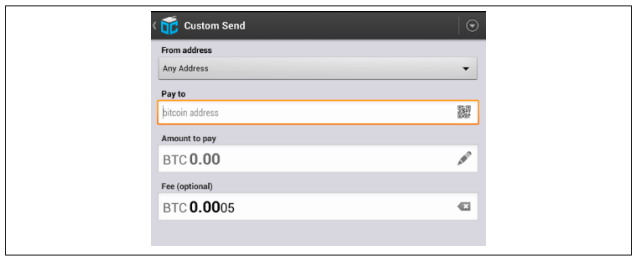 Custom Send
From address
Any Address
Pay to
bitcoin address
Amount to pay
BTC 0.00
Fee (optional)
BTC 0.0005